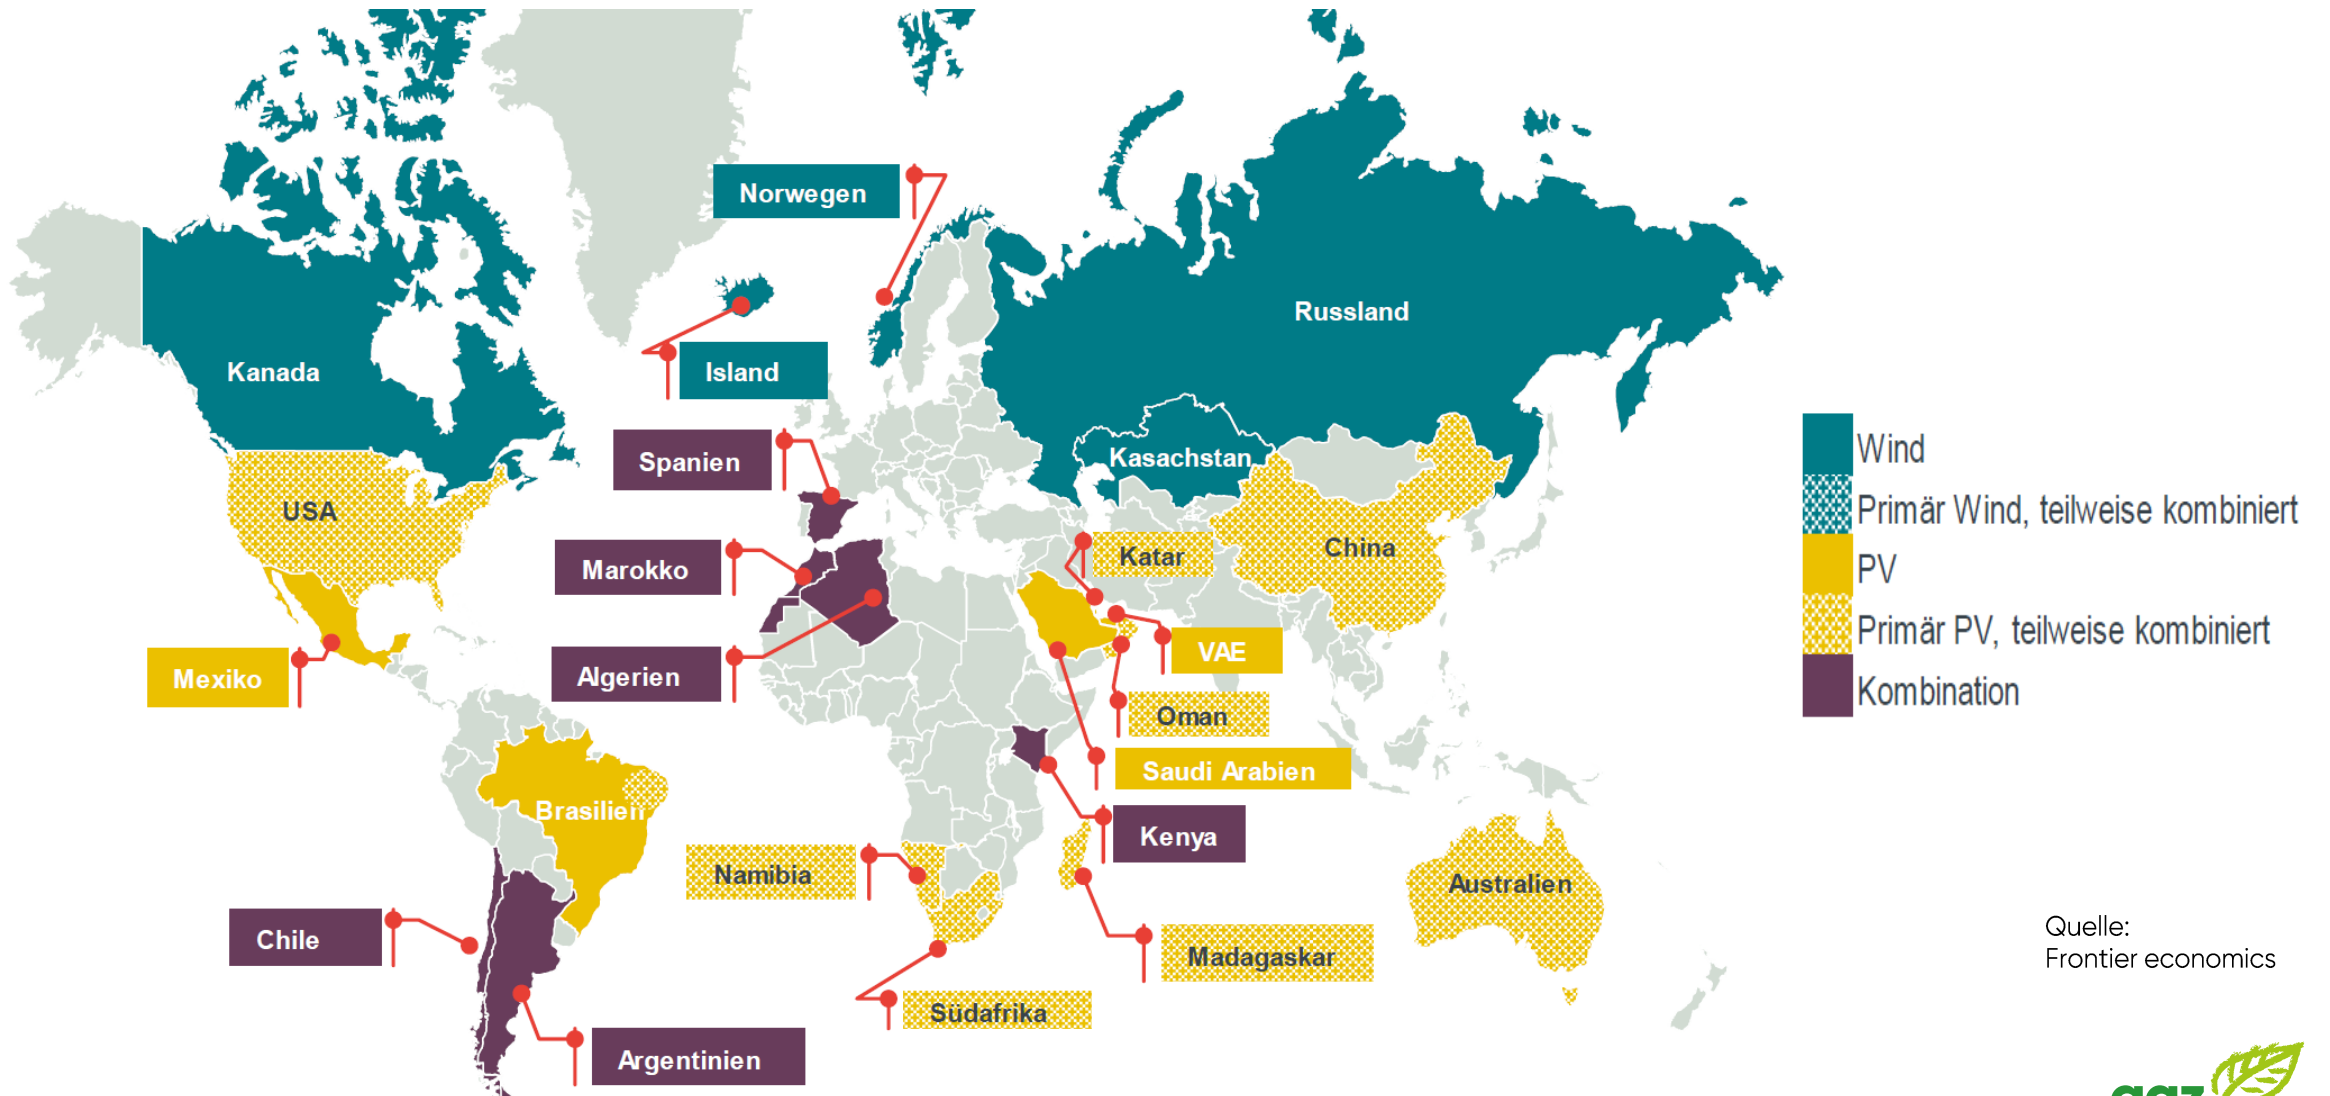 Norwegen
Russland
Kanada
Island
Spanien
Kasachstan
USA
Katar
China
Marokko
Algerien
Mexiko
VAE
Oman
Saudi Arabien
Brasilien
Kenya
Namibia
Australien
Chile
Madagaskar
Südafrika
Argentinien
Wind
Primär Wind, teilweise kombiniert
PV
Primär PV, teilweise kombiniert
Kombination
Quelle:
Frontier economics